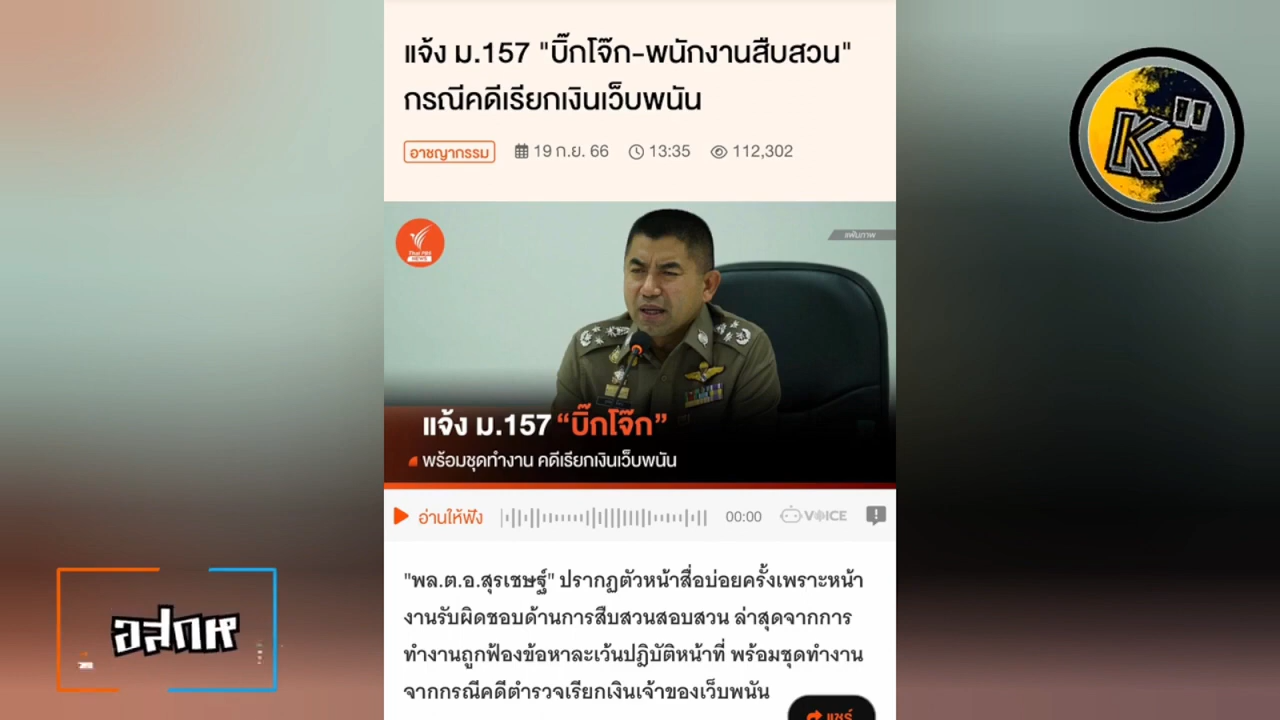 แจ้ง ม.157 "บิ๊กโจ๊ก-พนักงานสืบสวน"
กรณีคดีเรียกเงินเว็บพนัน
อาชญากรรม 19 ก.ย. 66 13:35 112,302
K"
Thai PBS
NEWS
แฟ้มภาพ
แจ้ง ม.157 “บิ๊กโจ๊ก”
พร้อมชุดทำงาน คดีเรียกเงินเว็บพนัน
อ่านให้ฟัง 00:00 VOICE
"พล.ต.อ.สุรเชษฐ์" ปรากฏตัวหน้าสื่อบ่อยครั้งเพราะหน้า
งานรับผิดชอบด้านการสืบสวนสอบสวน ล่าสุดจากการ
ทำงานถูกฟ้องข้อหาละเว้นปฏิบัติหน้าที่ พร้อมชุดทำงาน
จากกรณีคดีตำรวจเรียกเงินเจ้าของเว็บพนัน
แชร์
อสกห